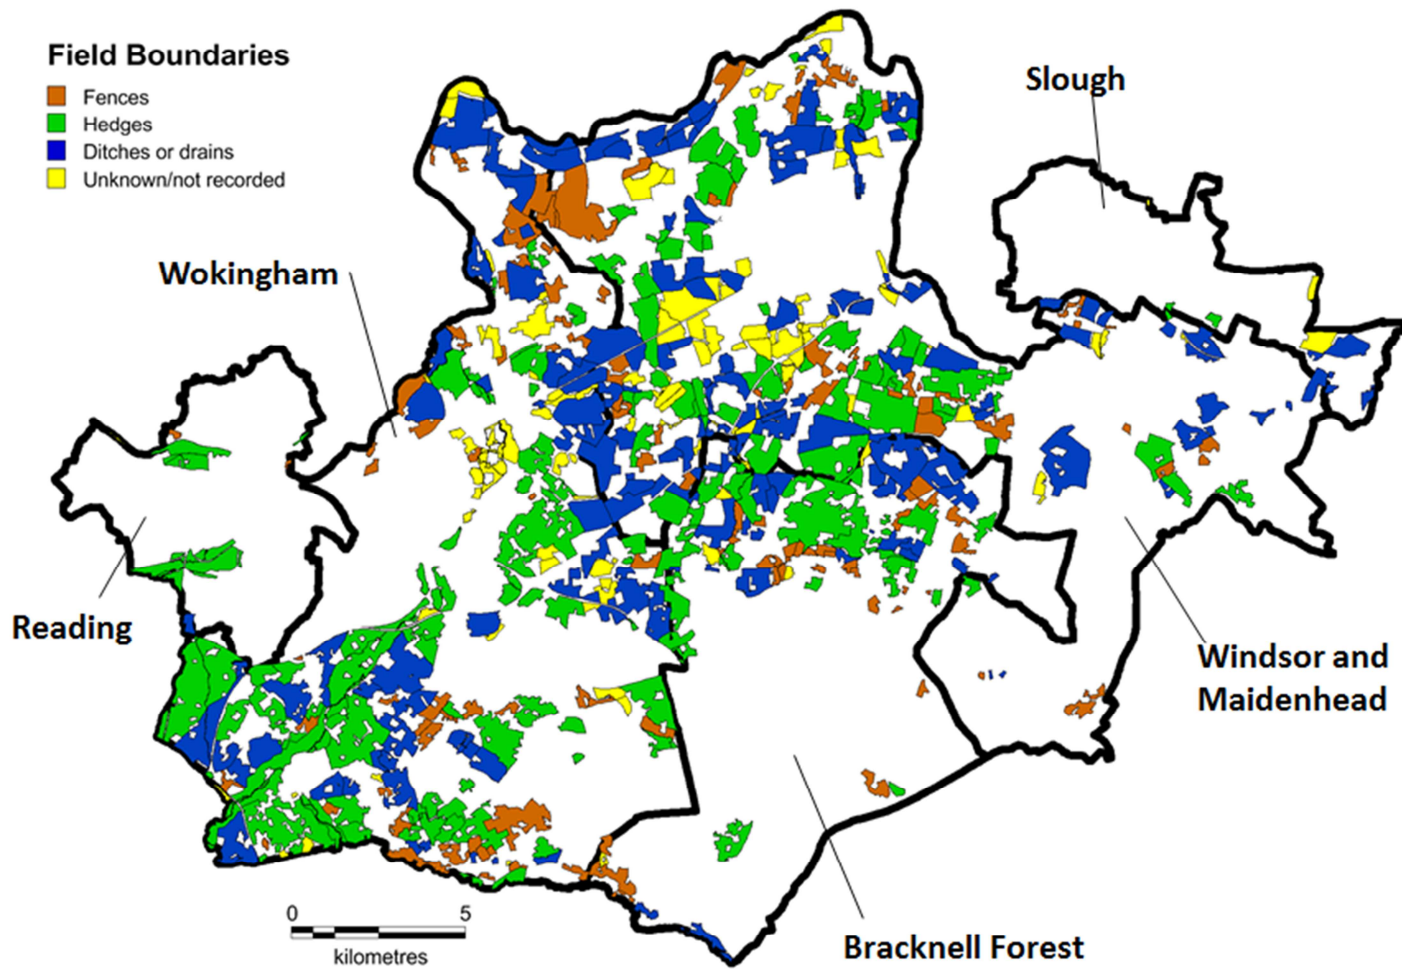 Field Boundaries
Fences
Hedges
Ditches or drains
Unknown/not recorded
Slough
Wokingham
Reading
Windsor and
Maidenhead
Bracknell Forest
0 5
kilometres